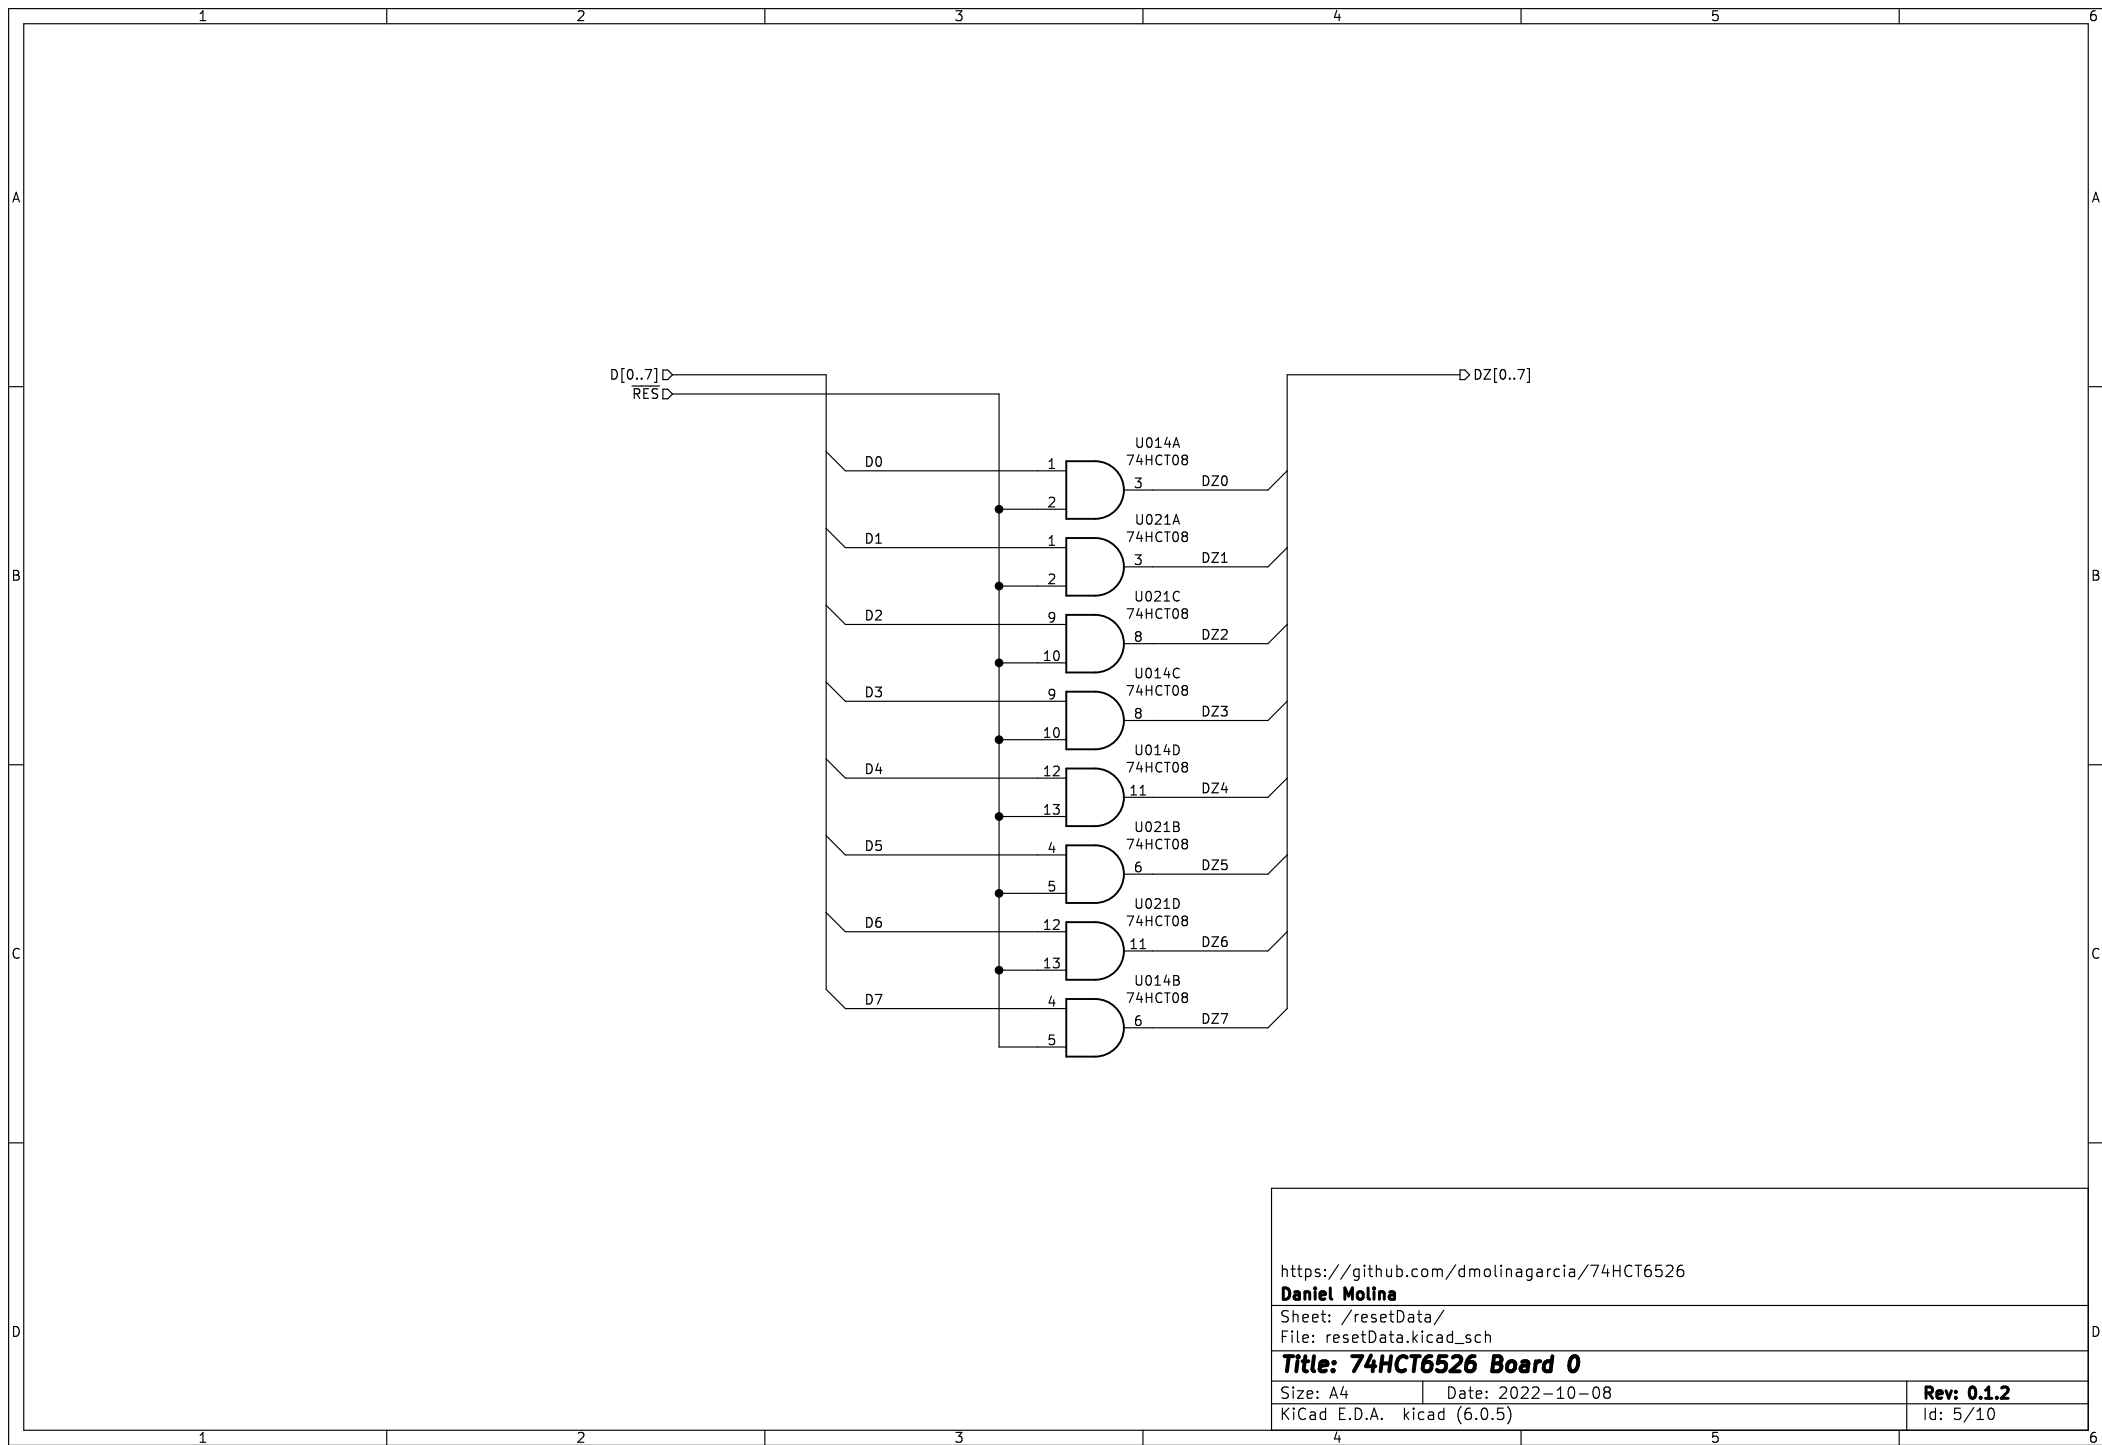 1 2 3 4 5 6
A A
D[0..7] DZ[0..7]
RES
U014A
74HCT08
D0 1 3 DZ0
2
U021A
74HCT08
D1 1 3 DZ1
2
U021C
74HCT08
D2 9 8 DZ2
10
U014C
74HCT08
D3 9 8 DZ3
10
U014D
74HCT08
D4 12 11 DZ4
13
U021B
74HCT08
D5 4 6 DZ5
5
U021D
74HCT08
D6 12 11 DZ6
13
U014B
74HCT08
D7 4 6 DZ7
5
B B
C C
D D
https://github.com/dmolinagarcia/74HCT6526
Daniel Molina
Sheet: /resetData/
File: resetData.kicad_sch
Title: 74HCT6526 Board 0
Size: A4 Date: 2022-10-08 Rev: 0.1.2
KiCad E.D.A. kicad (6.0.5) Id: 5/10
1 2 3 4 5 6